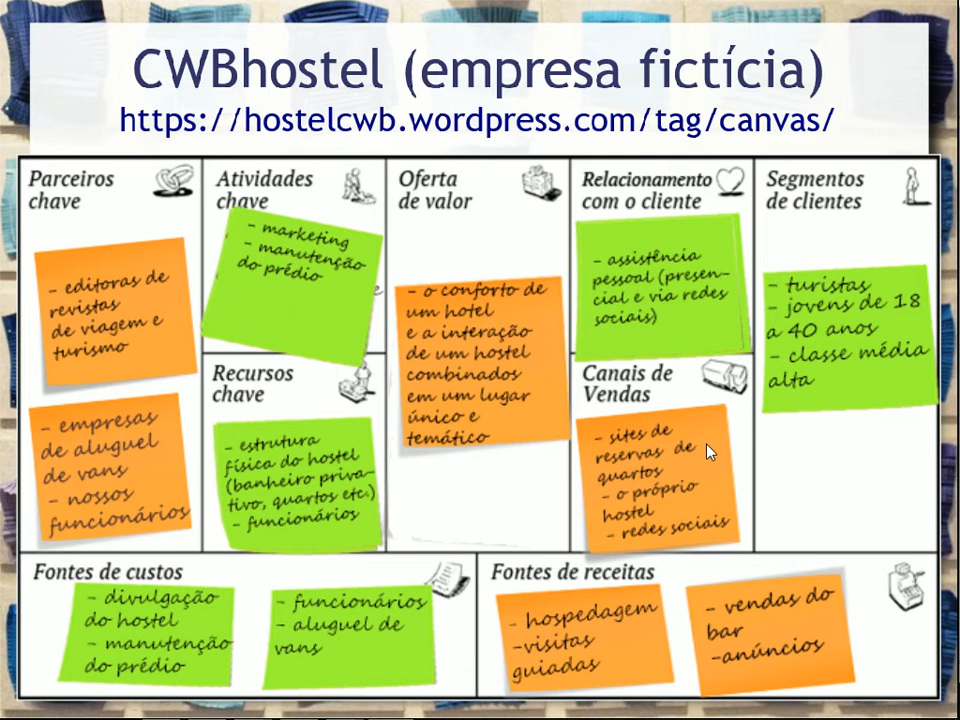 CWBhostel (empresa fictícia)
https://hostelcwb.wordpress.com/tag/canvas/
Parceiros
chave
- editoras de
revistas
de viagem e
turismo
- empresas
de aluguel
de vans
- nossos
funcionários
Atividades
chave
- marketing
- manutenção
do prédio
e
Recursos
chave
- estrutura
física do hostel
(banheiro priva-
tivo, quartos etc.)
- funcionários
Oferta
de valor
- o conforto de
um hotel
e a interação
de um hostel
combinados
em um lugar
único e
temático
Relacionamento
com o cliente
- assistência
pessoal (presen-
cial e via redes
sociais)
Canais de
Vendas
- sites de
reservas de
quartos
- o próprio
hostel
- redes sociais
Segmentos
de clientes
- turistas
- jovens de 18
a 40 anos
- classe média
alta
Fontes de custos
- divulgação
do hostel
- manutenção
do prédio
- funcionários
- aluguel de
vans
Fontes de receitas
- hospedagem
-visitas
guiadas
- vendas do
bar
-anúncios